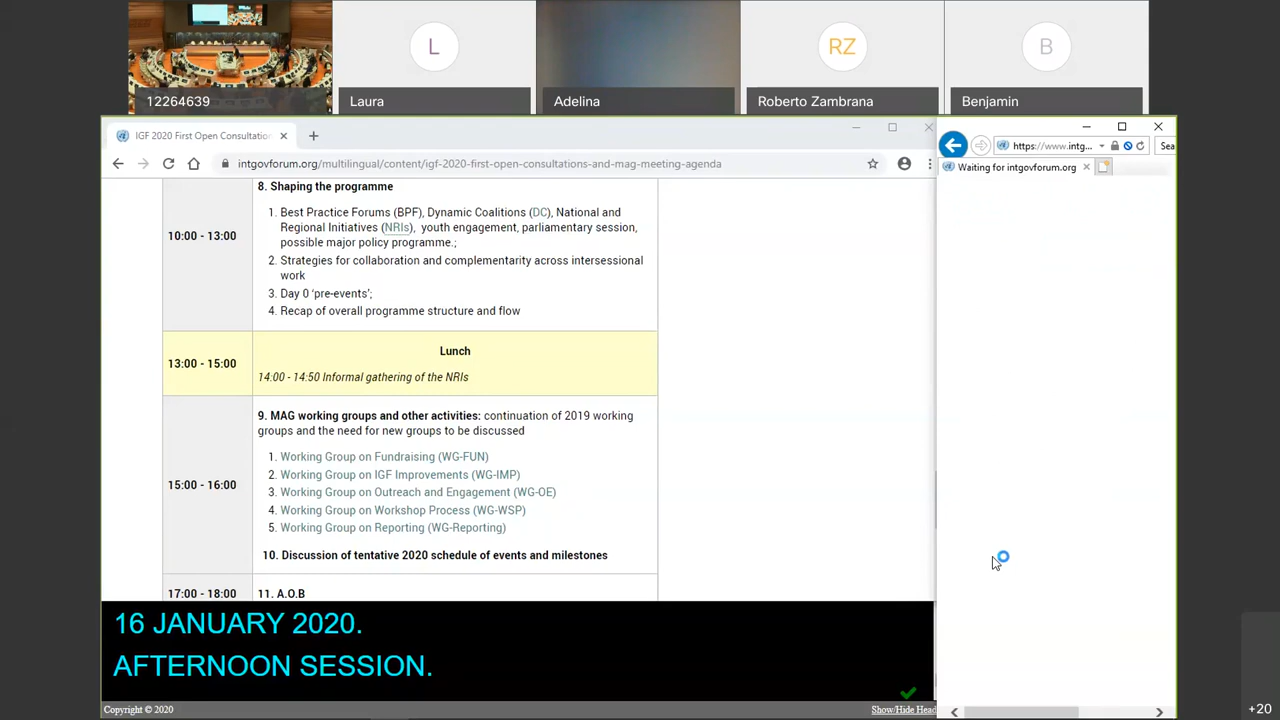 L
RZ
B
12264639
Laura
Adelina
Roberto Zambrana
Benjamin
IGF 2020 First Open Consultation
intgovforum.org/multilingual/content/igf-2020-first-open-consultations-and-mag-meeting-agenda
https://www.intg...
Sea
Waiting for intgovforum.org
8. Shaping the programme
10:00 - 13:00
1. Best Practice Forums (BPF), Dynamic Coalitions (DC), National and
Regional Initiatives (NRIs), youth engagement, parliamentary session,
possible major policy programme.;
2. Strategies for collaboration and complementarity across intersessional
work
3. Day 0 ‘pre-events’;
4. Recap of overall programme structure and flow
13:00 - 15:00
Lunch
14:00 - 14:50 Informal gathering of the NRIs
15:00 - 16:00
9. MAG working groups and other activities: continuation of 2019 working
groups and the need for new groups to be discussed
1. Working Group on Fundraising (WG-FUN)
2. Working Group on IGF Improvements (WG-IMP)
3. Working Group on Outreach and Engagement (WG-OE)
4. Working Group on Workshop Process (WG-WSP)
5. Working Group on Reporting (WG-Reporting)
10. Discussion of tentative 2020 schedule of events and milestones
17:00 - 18:00
11. A.O.B
16 JANUARY 2020.
AFTERNOON SESSION.
Copyright © 2020
Show/Hide Head
+20